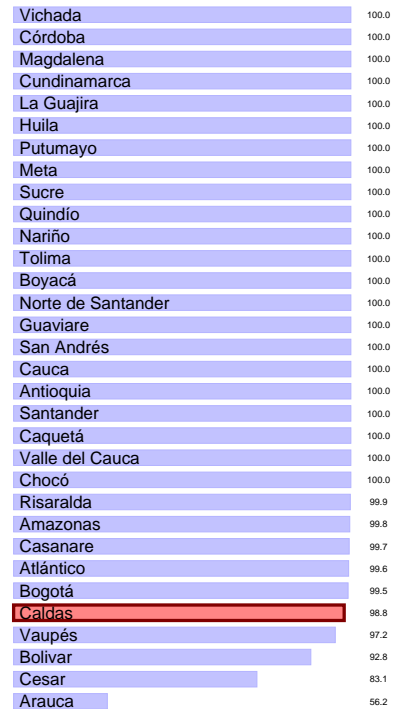 Vichada 100.0
Córdoba 100.0
Magdalena 100.0
Cundinamarca 100.0
La Guajira 100.0
Huila 100.0
Putumayo 100.0
Meta 100.0
Sucre 100.0
Quindío 100.0
Nariño 100.0
Tolima 100.0
Boyacá 100.0
Norte de Santander 100.0
Guaviare 100.0
San Andrés 100.0
Cauca 100.0
Antioquia 100.0
Santander 100.0
Caquetá 100.0
Valle del Cauca 100.0
Chocó 100.0
Risaralda 99.9
Amazonas 99.8
Casanare 99.7
Atlántico 99.6
Bogotá 99.5
Caldas 98.8
Vaupés 97.2
Bolivar 92.8
Cesar 83.1
Arauca 56.2